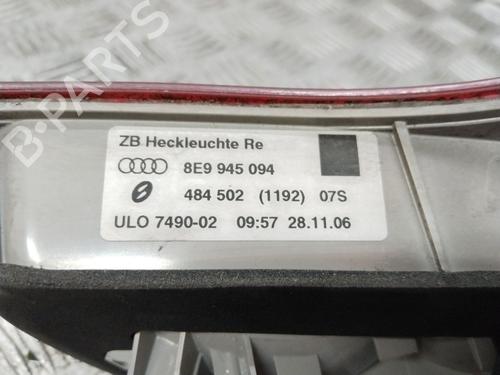 ZB Heckleuchte Re
8E9 945 094
484 502 (1192) 07S
ULO 7490-02 09:57 28.11.06
B-PARTS